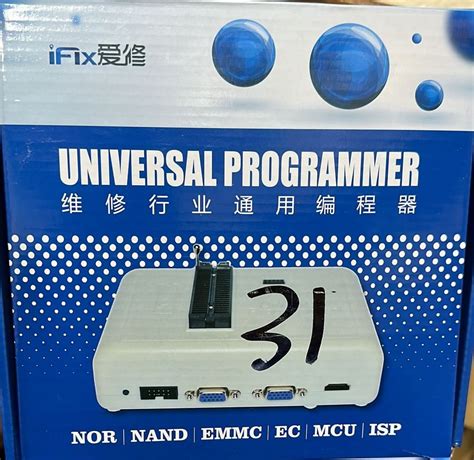 iFix爱修
UNIVERSAL PROGRAMMER
维修行业通用编程器
31
NOR | NAND | EMMC | EC | MCU | ISP